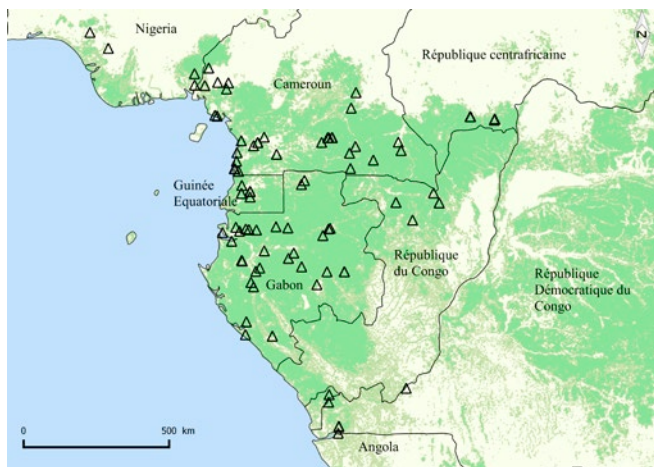 Nigeria
République centrafricaine
N
Cameroun
Guinée
Equatoriale
République
du Congo
République
Démocratique du
Congo
Gabon
0
500
km
Angola